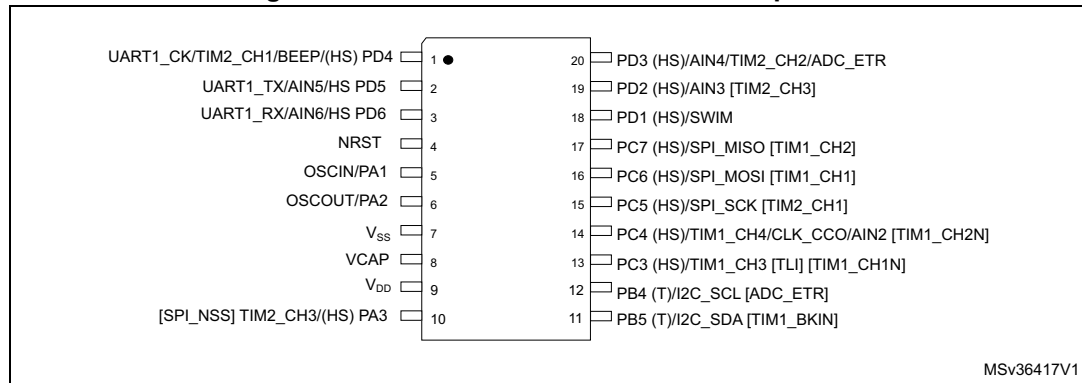 UART1_CK/TIM2_CH1/BEEP/(HS) PD4 1 20 PD3 (HS)/AIN4/TIM2_CH2/ADC_ETR
UART1_TX/AIN5/HS PD5 2 19 PD2 (HS)/AIN3 [TIM2_CH3]
UART1_RX/AIN6/HS PD6 3 18 PD1 (HS)/SWIM
NRST 4 17 PC7 (HS)/SPI_MISO [TIM1_CH2]
OSCIN/PA1 5 16 PC6 (HS)/SPI_MOSI [TIM1_CH1]
OSCOUT/PA2 6 15 PC5 (HS)/SPI_SCK [TIM2_CH1]
VSS 7 14 PC4 (HS)/TIM1_CH4/CLK_CCO/AIN2 [TIM1_CH2N]
VCAP 8 13 PC3 (HS)/TIM1_CH3 [TLI] [TIM1_CH1N]
VDD 9 12 PB4 (T)/I2C_SCL [ADC_ETR]
[SPI_NSS] TIM2_CH3/(HS) PA3 10 11 PB5 (T)/I2C_SDA [TIM1_BKIN]
MSv36417V1